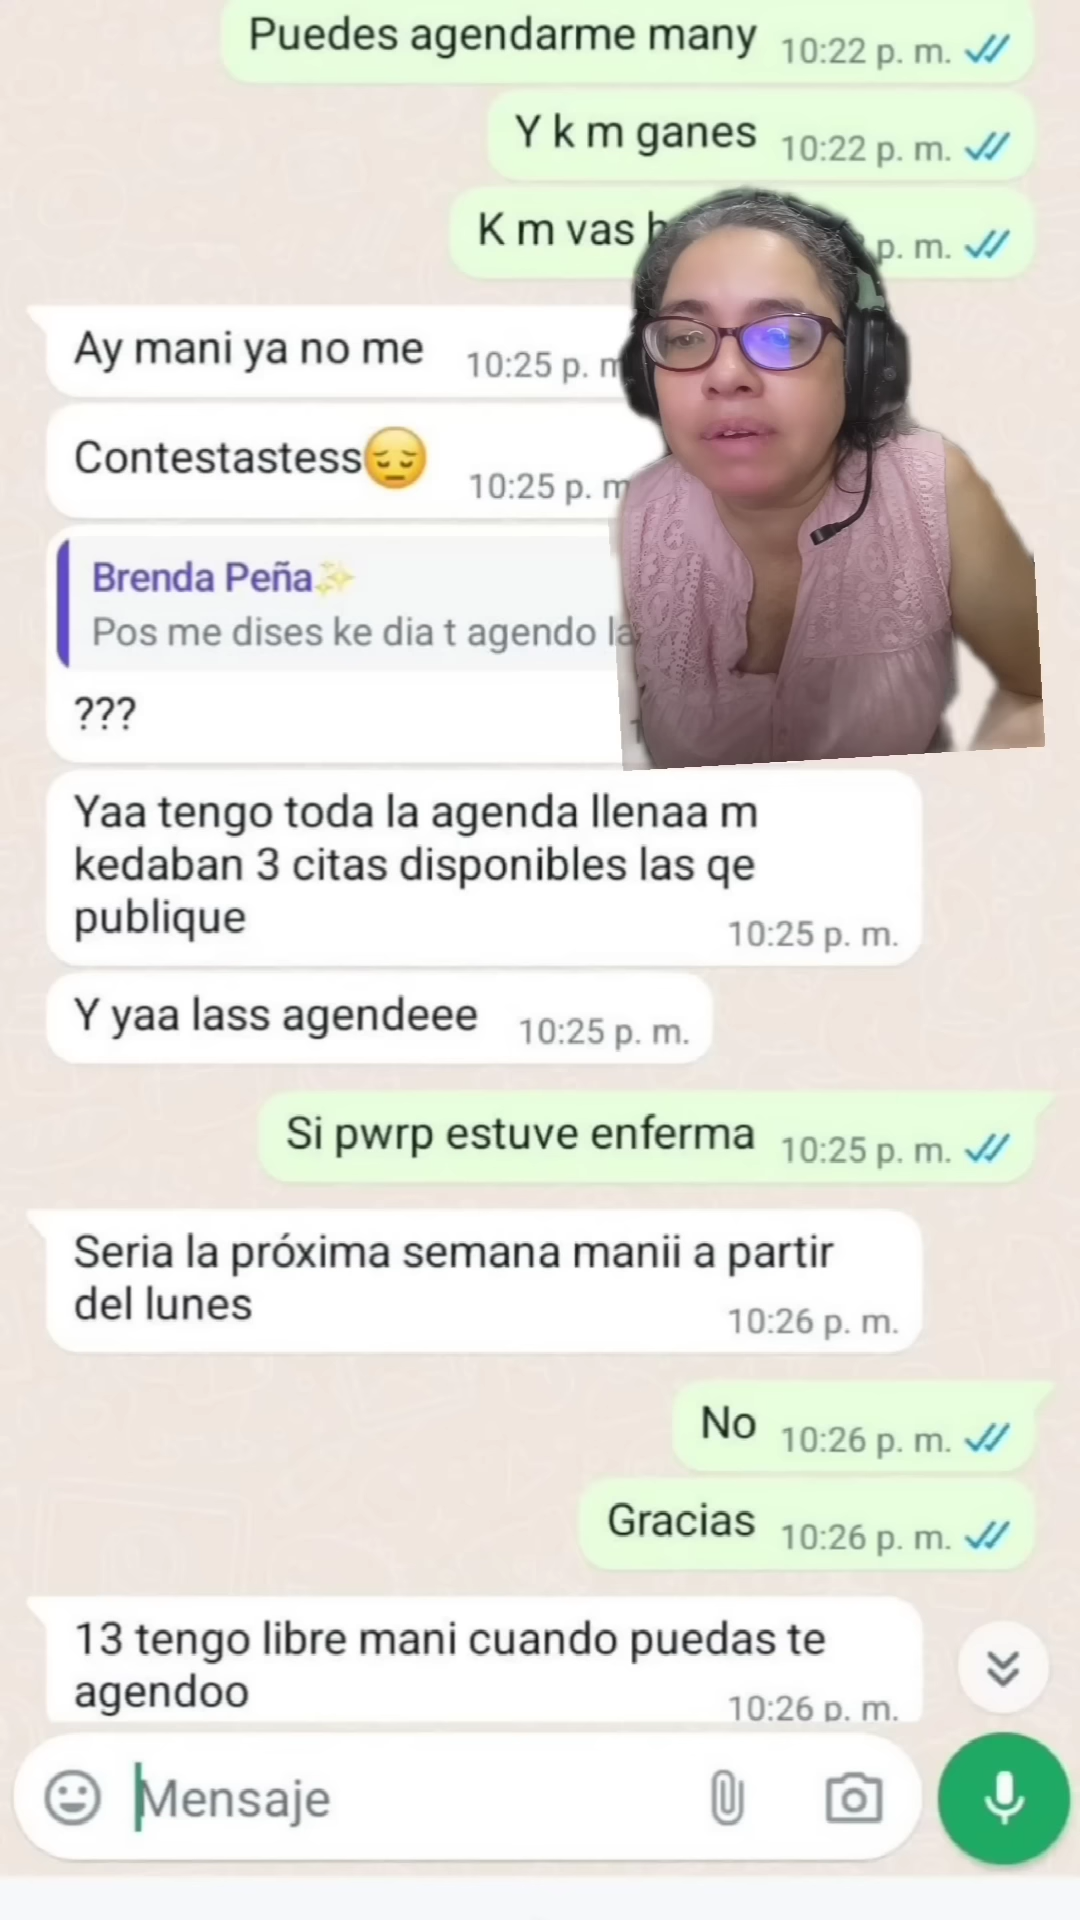 Puedes agendarme many 10:22 p. m.
Y k m ganes 10:22 p. m.
K m vas p. m.
Ay mani ya no me 10:25 p. m
Contestastess😔 10:25 p. m
Brenda Peña✨
Pos me dises ke dia t agendo la
???
Yaa tengo toda la agenda llenaa m
kedaban 3 citas disponibles las qe
publique 10:25 p. m.
Y yaa lass agendeee 10:25 p. m.
Si pwrp estuve enferma 10:25 p. m.
Seria la próxima semana manii a partir
del lunes 10:26 p. m.
No 10:26 p. m.
Gracias 10:26 p. m.
13 tengo libre mani cuando puedas te
agendoo 10:26 p. m.
Mensaje